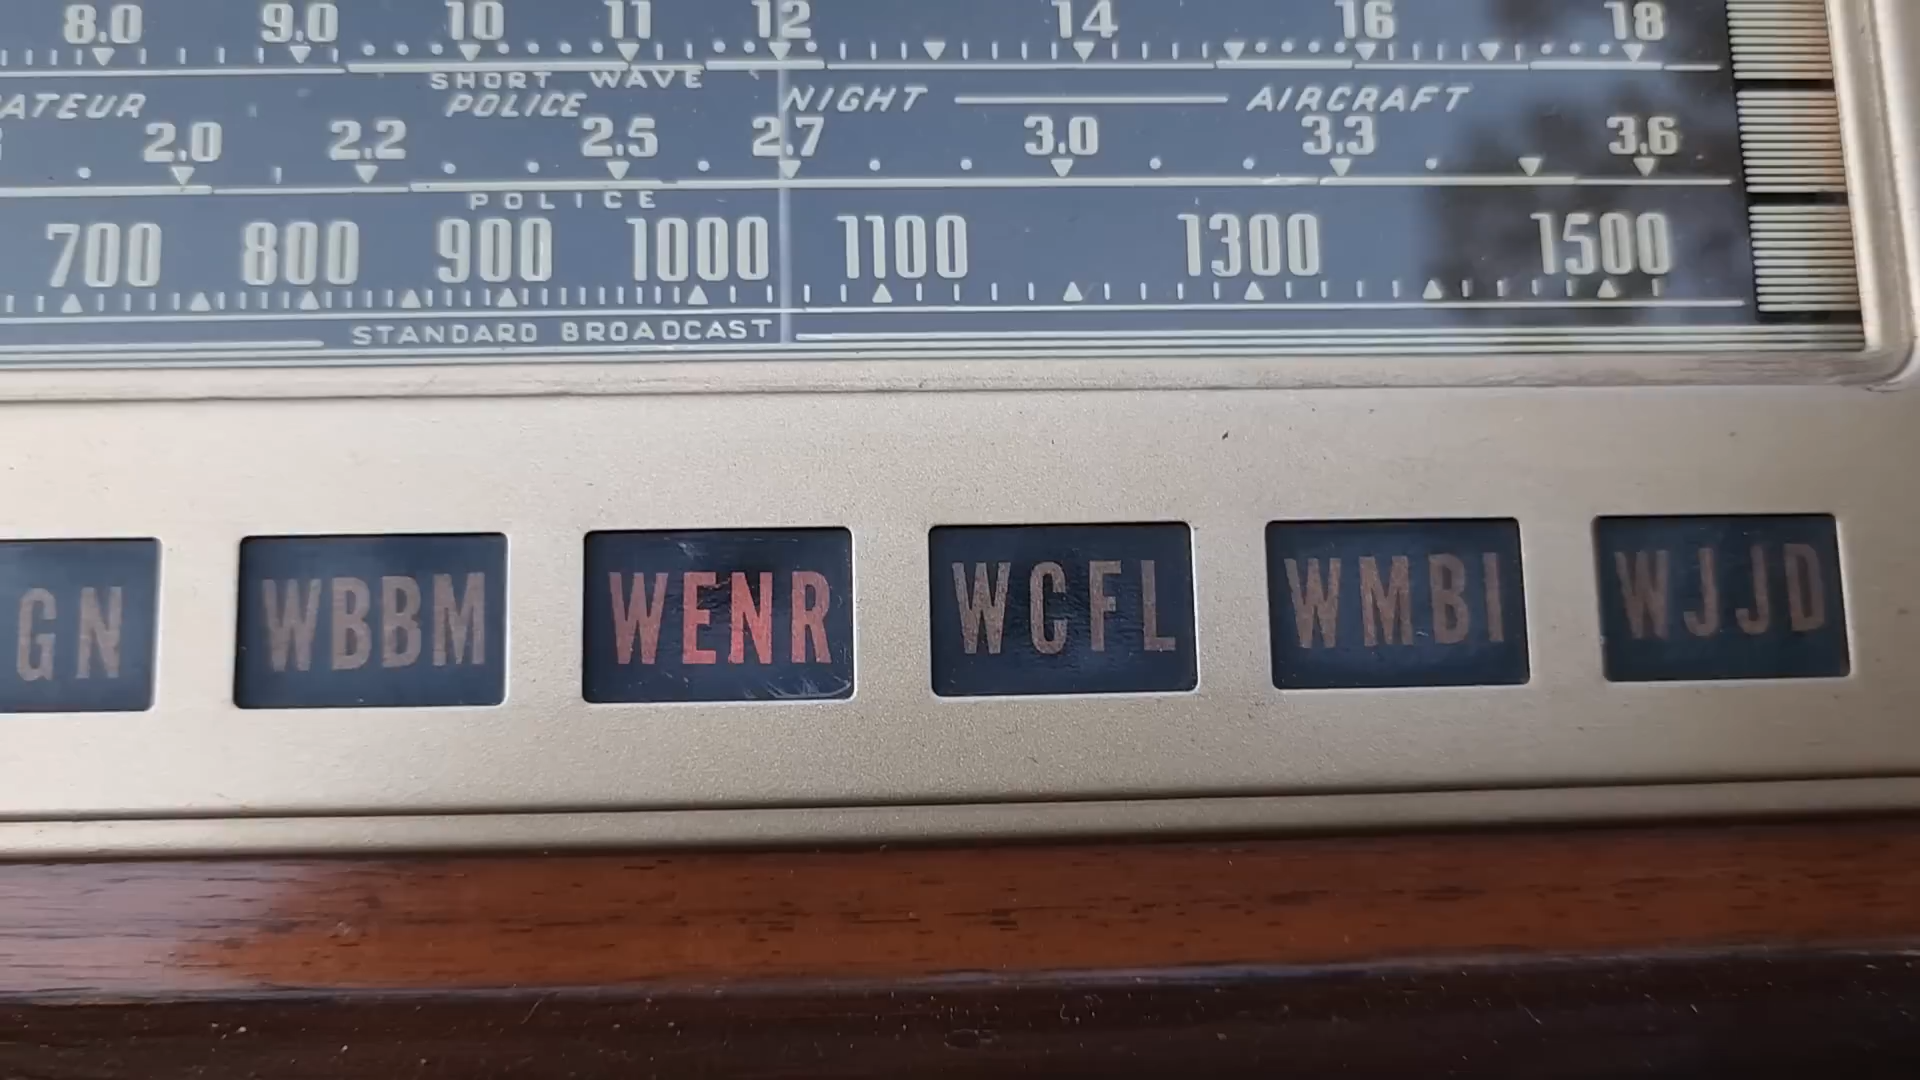 8.0 9.0 10 11 12 14 16 18
SHORT WAVE
ATEUR POLICE NIGHT AIRCRAFT
2.0 2.2 2.5 2.7 3.0 3.3 3.6
POLICE
700 800 900 1000 1100 1300 1500
STANDARD BROADCAST
GN WBBM WENR WCFL WMBI WJJD